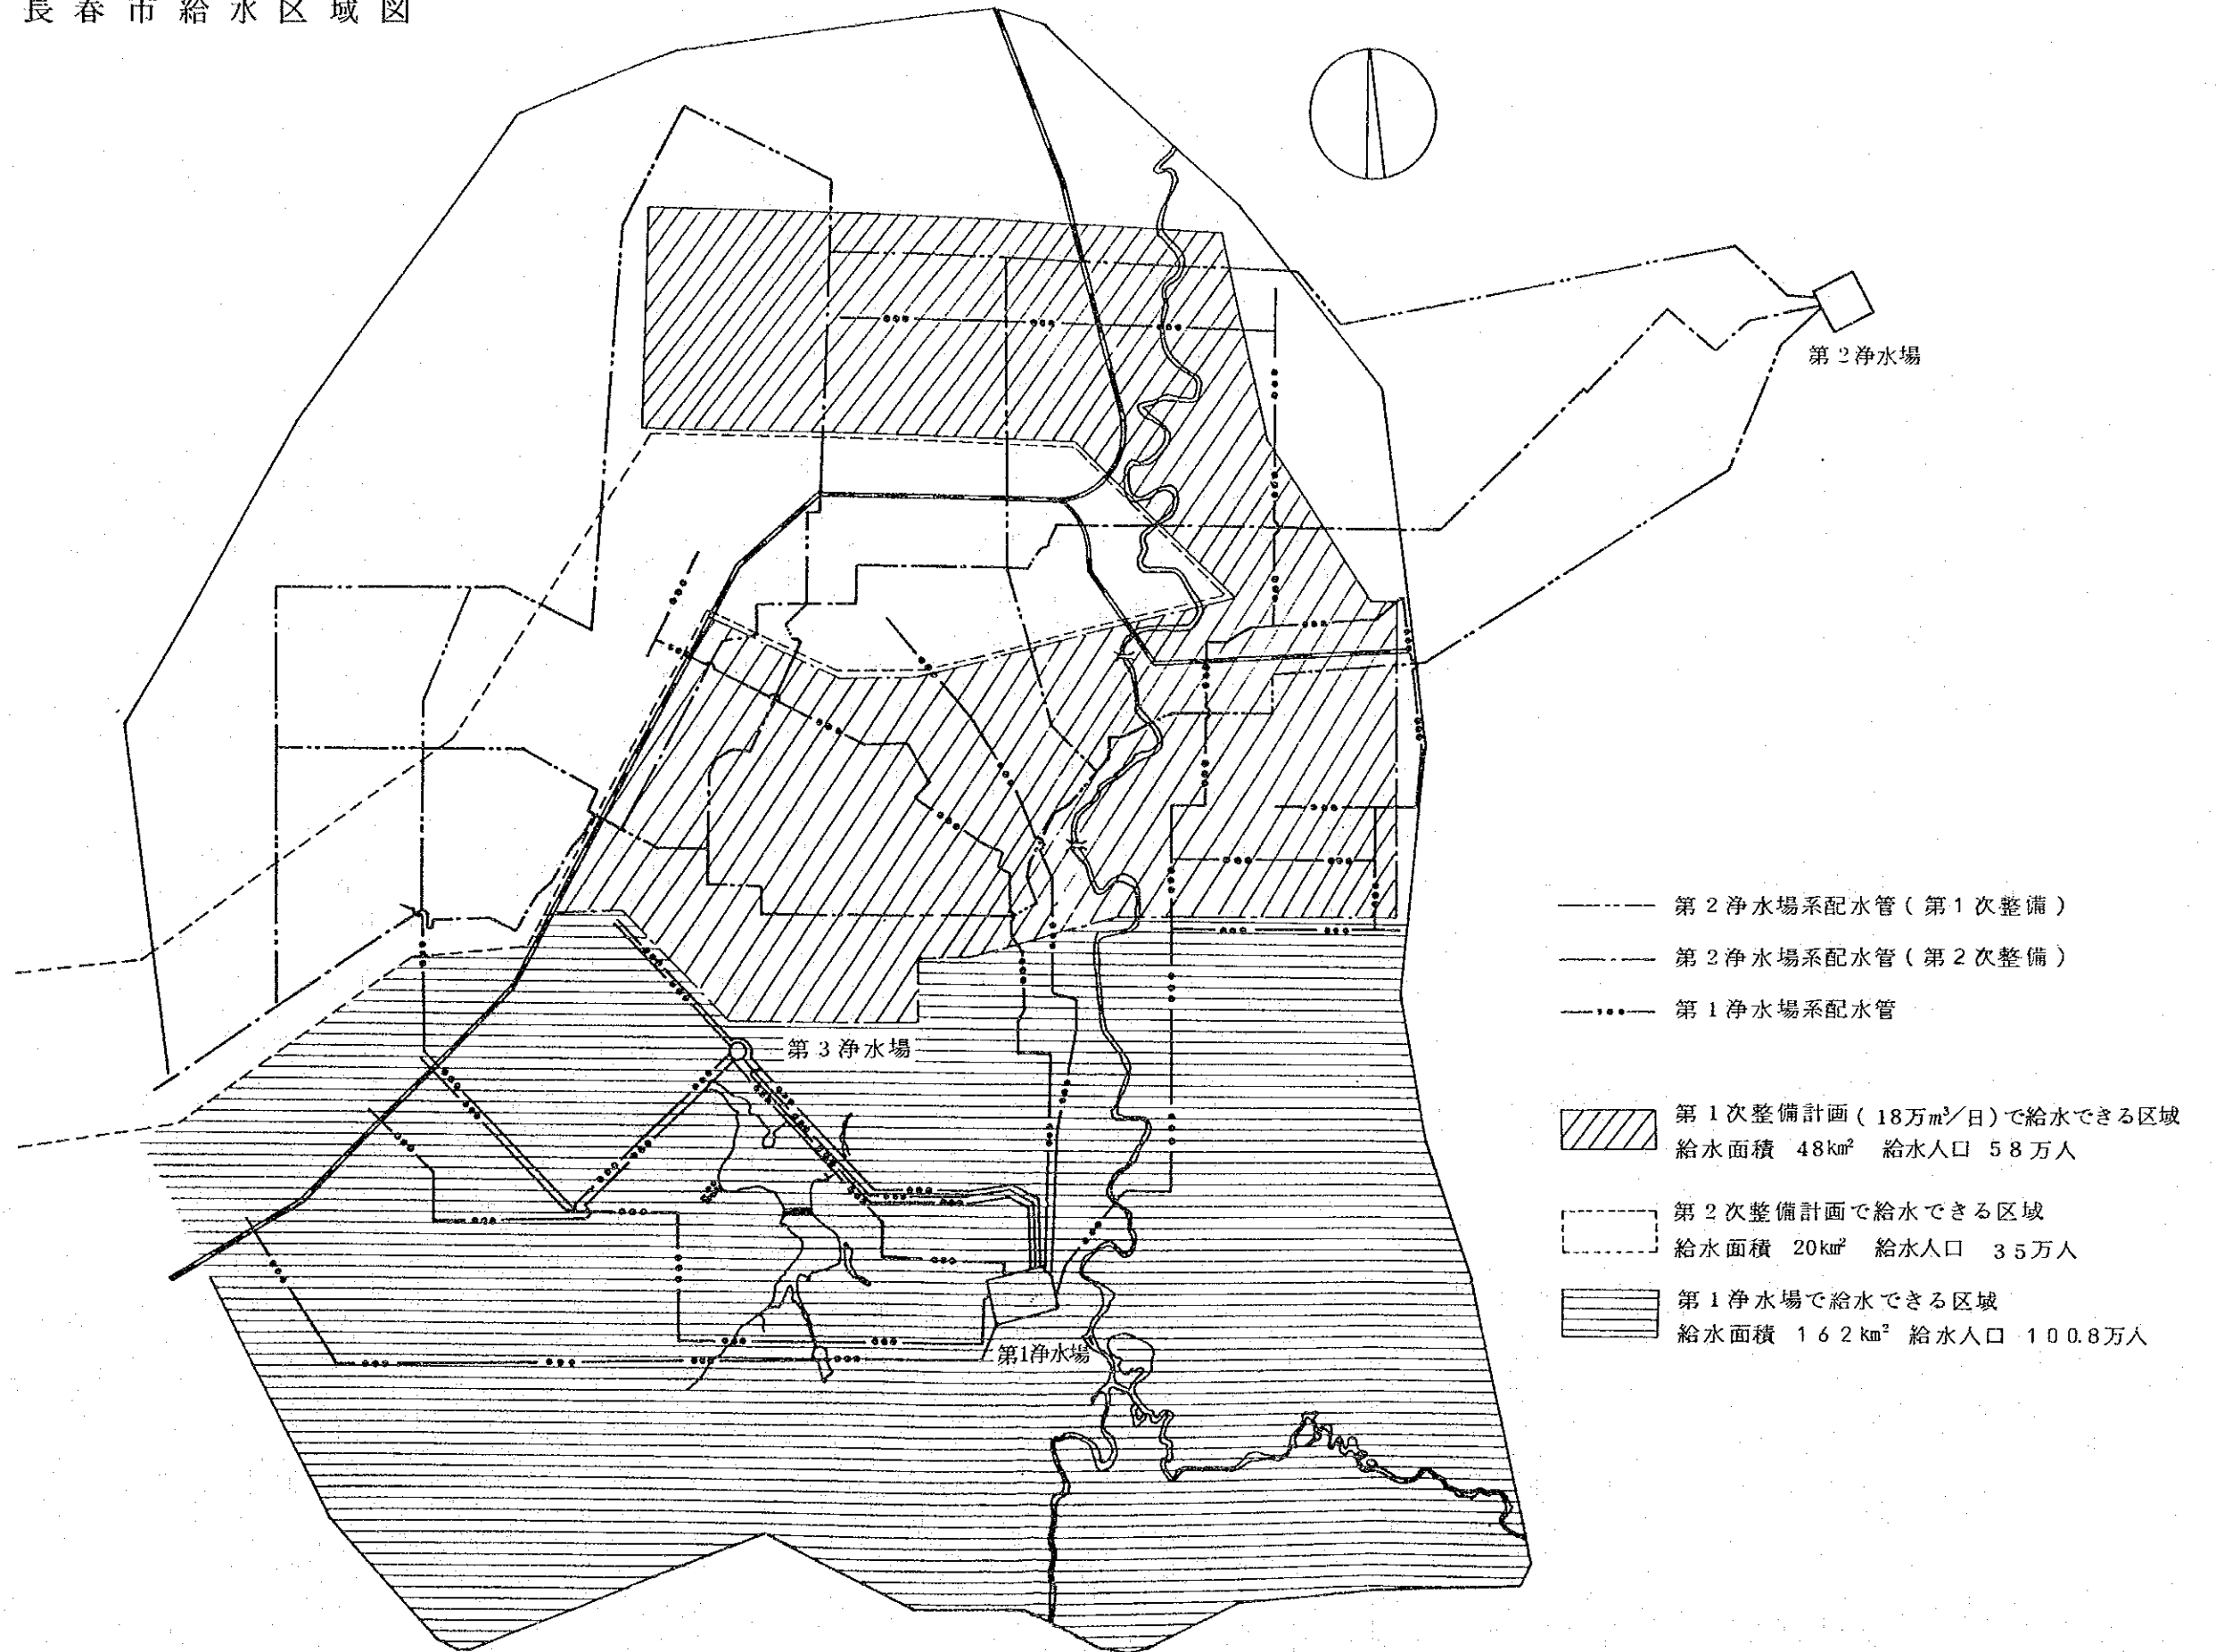 長春市給水区域図
第2浄水場
第3浄水場
第1浄水場
第2浄水場系配水管(第1次整備)
第2浄水場系配水管(第2次整備)
第1浄水場系配水管
第1次整備計画(18万m³/日)で給水できる区域
給水面積 48km² 給水人口 58万人
第2次整備計画で給水できる区域
給水面積 20km² 給水人口 35万人
第1浄水場で給水できる区域
給水面積 162km² 給水人口 100.8万人